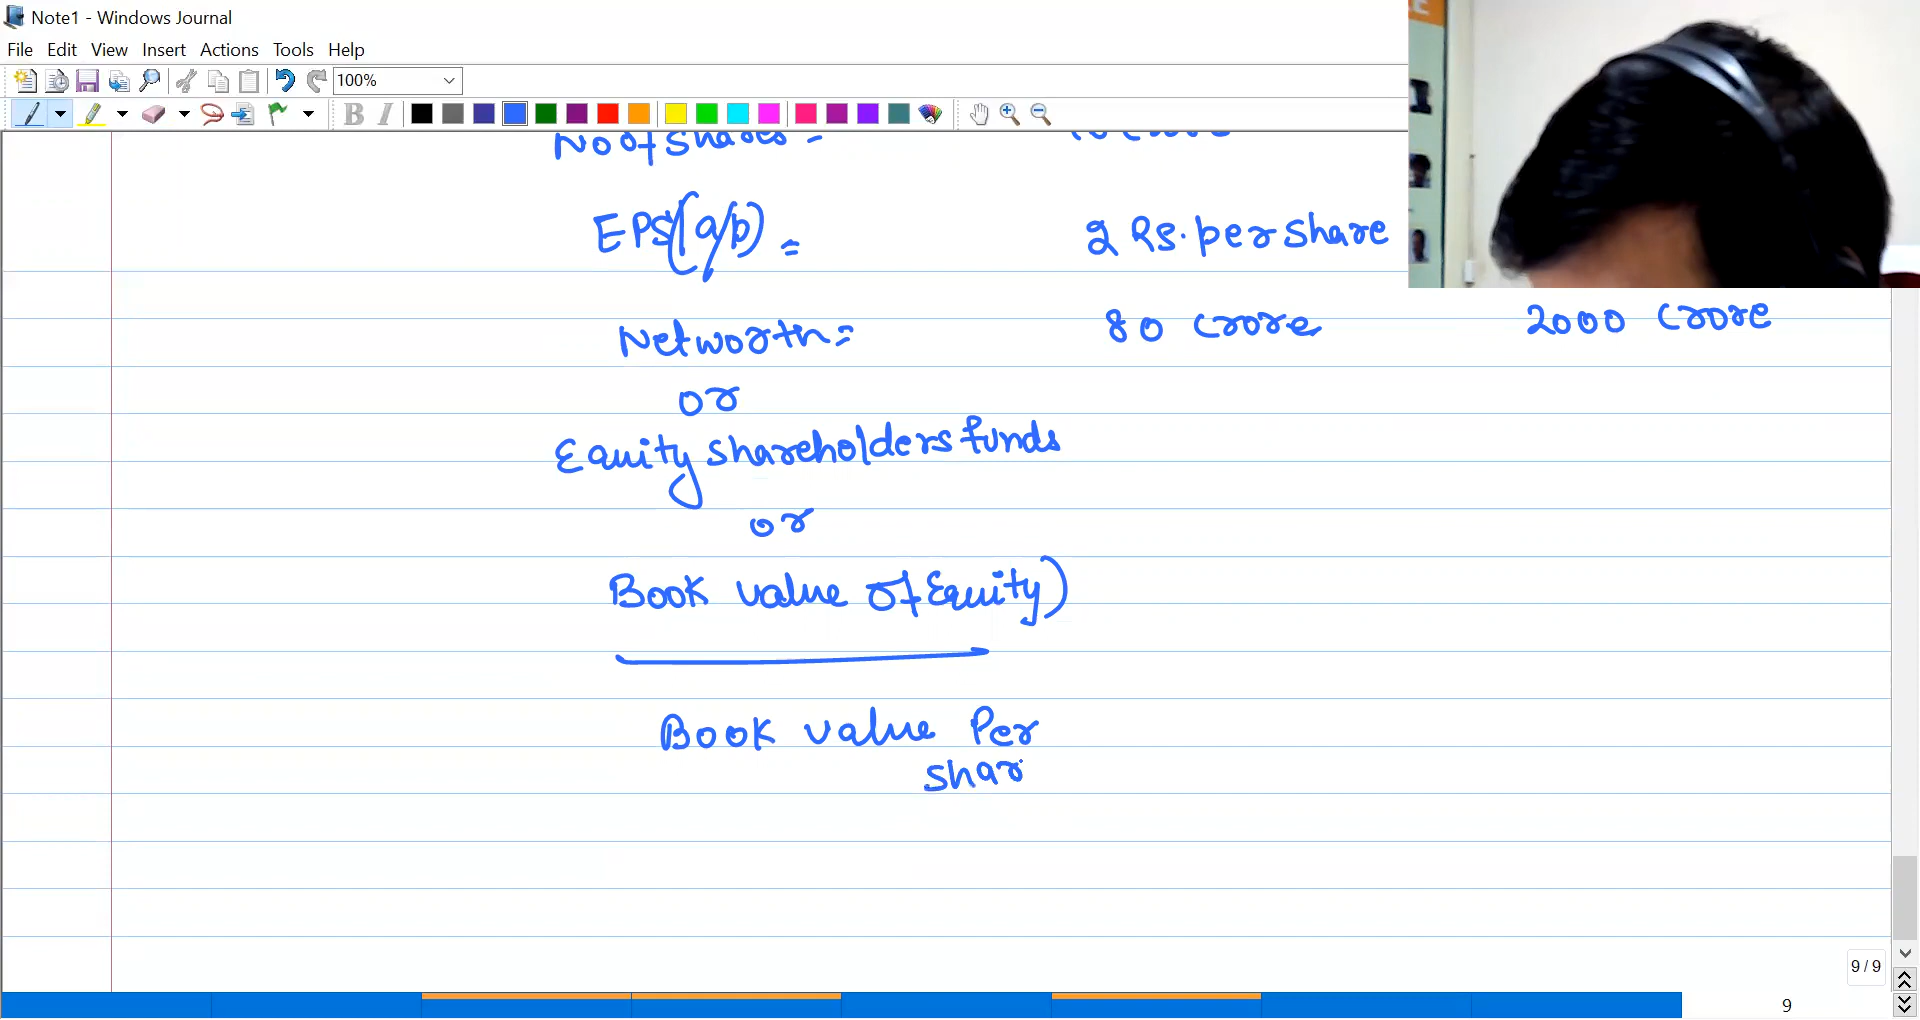 Note1 - Windows Journal
File Edit View Insert Actions Tools Help
100%
B I
No of Shares =
EPS(a/b) = 2 Rs. per share
Networth = 80 crore 2000 crore
or
Equity shareholders funds
or
Book value of Equity)
Book value Per
shar
9 / 9
9